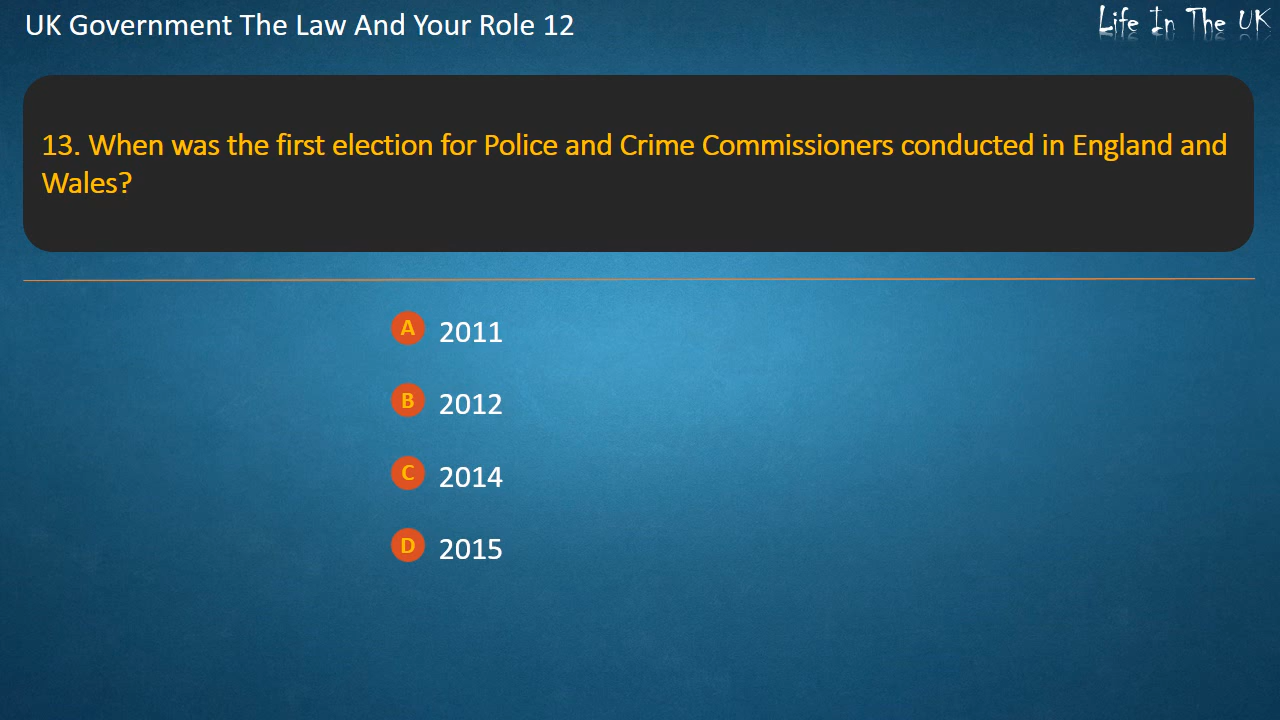 UK Government The Law And Your Role 12
Life In The UK
13. When was the first election for Police and Crime Commissioners conducted in England and
Wales?
A 2011
B 2012
C 2014
D 2015